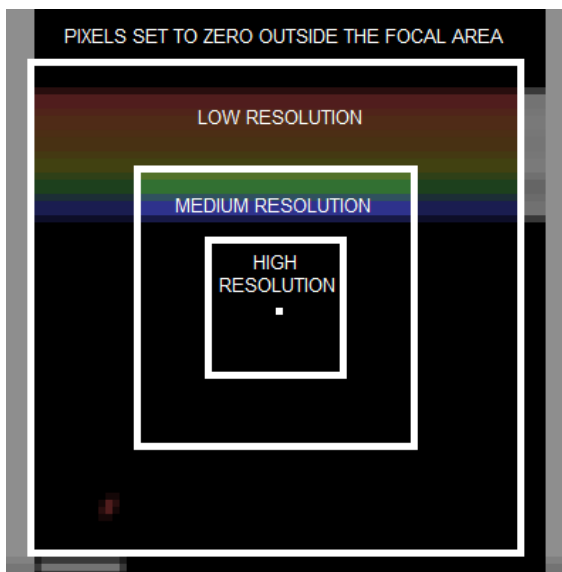 PIXELS SET TO ZERO OUTSIDE THE FOCAL AREA
LOW RESOLUTION
MEDIUM RESOLUTION
HIGH
RESOLUTION